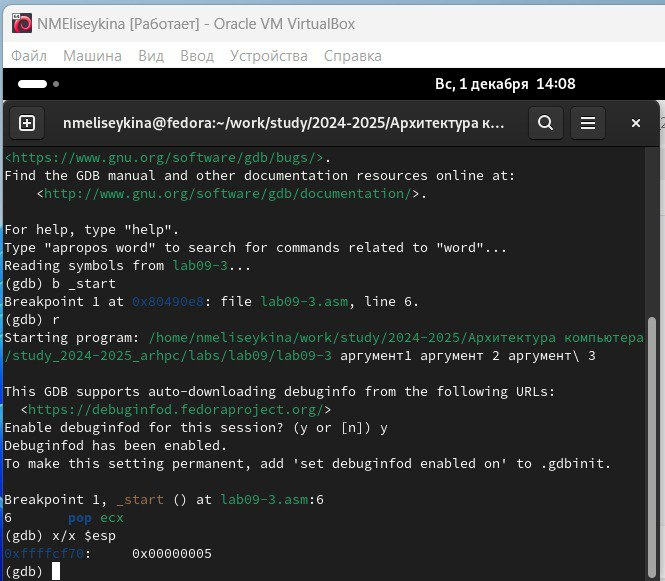 NMEliseykina [Работает] - Oracle VM VirtualBox
Файл Машина Вид Ввод Устройства Справка
Вс, 1 декабря 14:08
nmeliseykina@fedora:~/work/study/2024-2025/Архитектура к...
<https://www.gnu.org/software/gdb/bugs/>.
Find the GDB manual and other documentation resources online at:
    <http://www.gnu.org/software/gdb/documentation/>.
For help, type "help".
Type "apropos word" to search for commands related to "word"...
Reading symbols from lab09-3...
(gdb) b _start
Breakpoint 1 at 0x80490e8: file lab09-3.asm, line 6.
(gdb) r
Starting program: /home/nmeliseykina/work/study/2024-2025/Архитектура компьютера
/study_2024-2025_arhpc/labs/lab09/lab09-3 аргумент1 аргумент 2 аргумент\ 3
This GDB supports auto-downloading debuginfo from the following URLs:
  <https://debuginfod.fedoraproject.org/>
Enable debuginfod for this session? (y or [n]) y
Debuginfod has been enabled.
To make this setting permanent, add 'set debuginfod enabled on' to .gdbinit.
Breakpoint 1, _start () at lab09-3.asm:6
6       pop ecx
(gdb) x/x $esp
0xffffcf70:     0x00000005
(gdb)